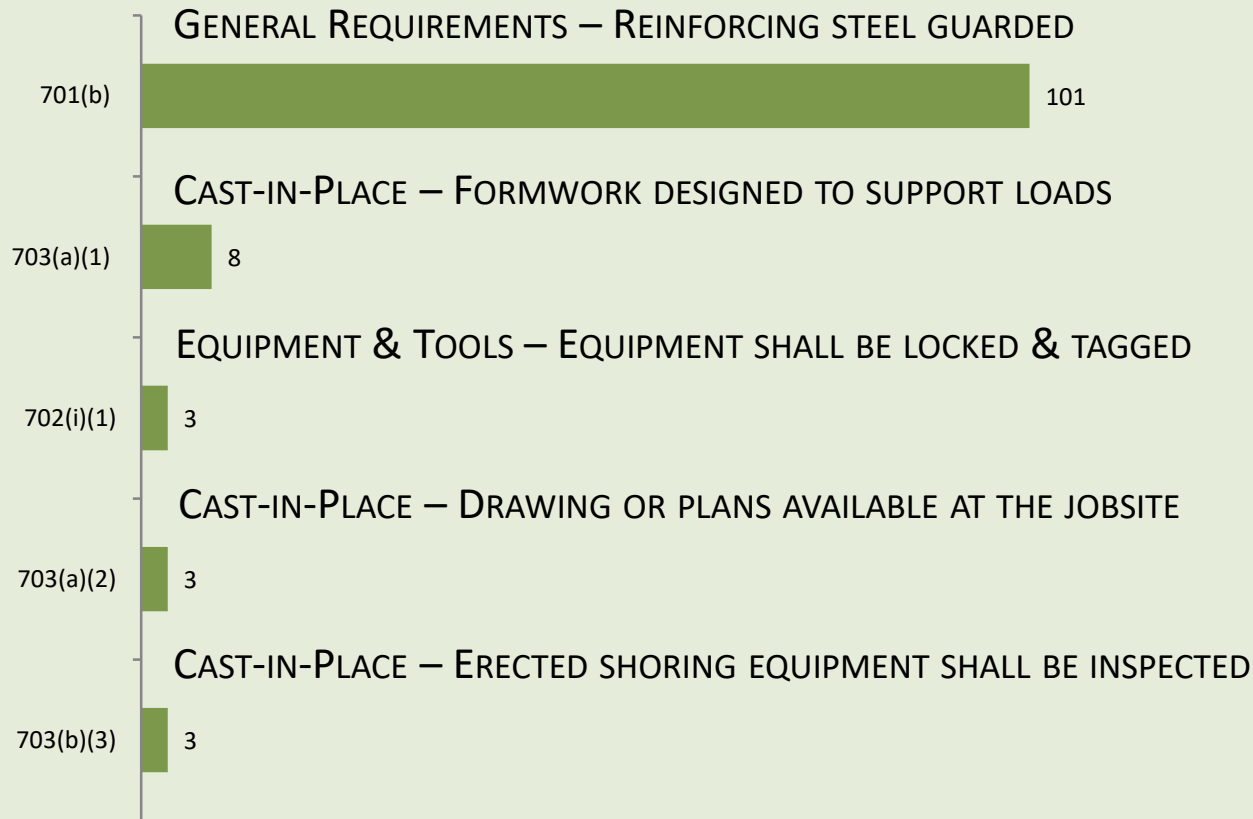 General Requirements – Reinforcing steel guarded
701(b)
101
Cast-in-Place – Formwork designed to support loads
703(a)(1)
8
Equipment & Tools – Equipment shall be locked & tagged
702(i)(1)
3
Cast-in-Place – Drawing or plans available at the jobsite
703(a)(2)
3
Cast-in-Place – Erected shoring equipment shall be inspected
703(b)(3)
3